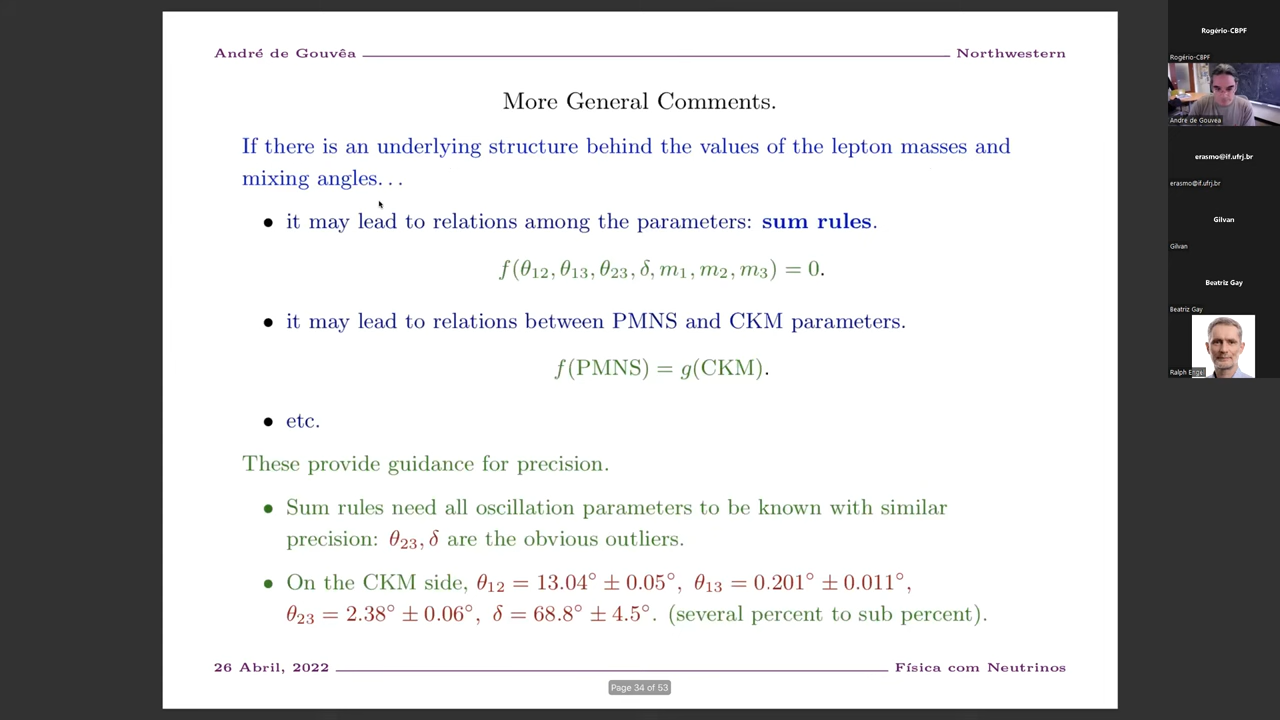 André de Gouvêa
Northwestern
More General Comments.
If there is an underlying structure behind the values of the lepton masses and
mixing angles...
• it may lead to relations among the parameters: sum rules.
f(θ₁₂, θ₁₃, θ₂₃, δ, m₁, m₂, m₃) = 0.
• it may lead to relations between PMNS and CKM parameters.
f(PMNS) = g(CKM).
• etc.
These provide guidance for precision.
• Sum rules need all oscillation parameters to be known with similar
precision: θ₂₃, δ are the obvious outliers.
• On the CKM side, θ₁₂ = 13.04° ± 0.05°, θ₁₃ = 0.201° ± 0.011°,
θ₂₃ = 2.38° ± 0.06°, δ = 68.8° ± 4.5°. (several percent to sub percent).
26 Abril, 2022
Física com Neutrinos
Page 34 of 53
Rogério-CBPF
Rogério-CBPF
Andre de Gouvea
erasmo@if.ufrj.br
erasmo@if.ufrj.br
Gilvan
Gilvan
Beatriz Gay
Beatriz Gay
Ralph Engel